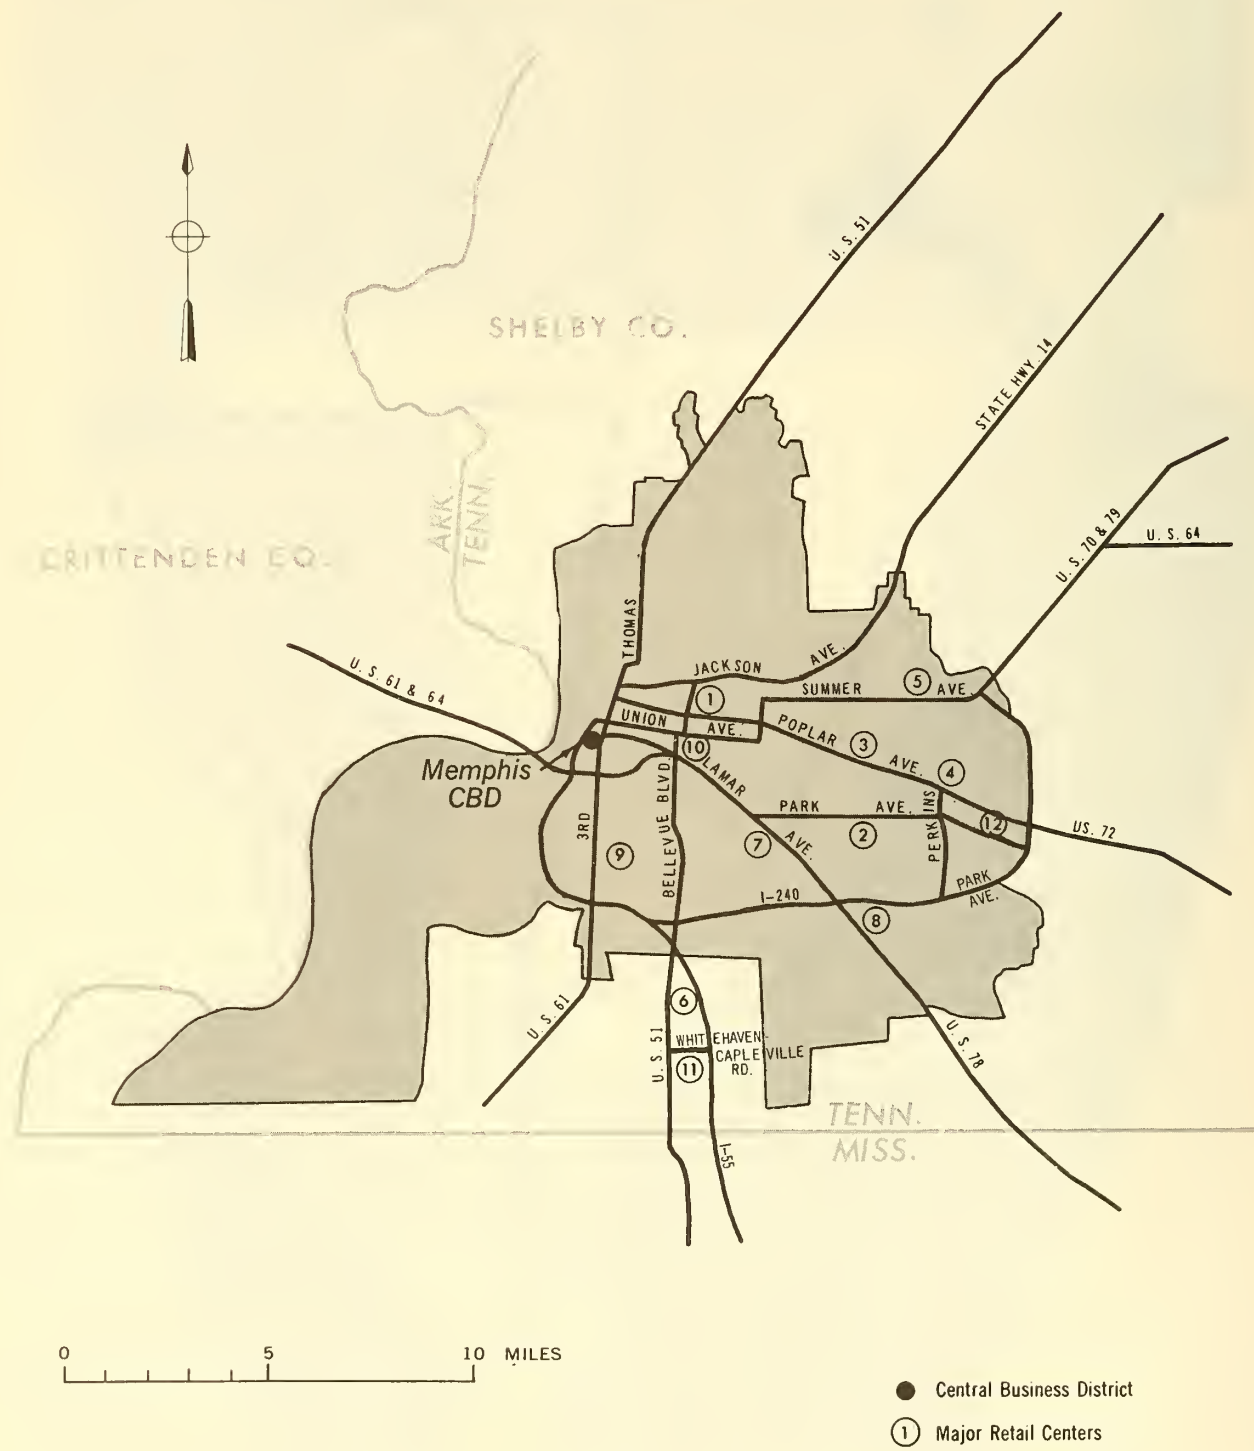 U. S. 51
SHELBY CO.
STATE HWY. 14
ARK.
TENN.
CRITTENDEN CO.
U. S. 70 & 79
U. S. 64
THOMAS
U. S. 61 & 64
JACKSON AVE.
SUMMER AVE.
5
1
UNION AVE.
POPLAR AVE.
3
10
4
Memphis
CBD
LAMAR AVE.
BELLEVUE BLVD.
PARK AVE.
PERKINS
12
US. 72
3RD
2
7
9
PARK
AVE.
I-240
8
6
U. S. 61
U. S. 51
WHITEHAVEN-
CAPLEVILLE
RD.
11
U. S. 78
TENN.
MISS.
I-55
0 5 10 MILES
Central Business District
1 Major Retail Centers